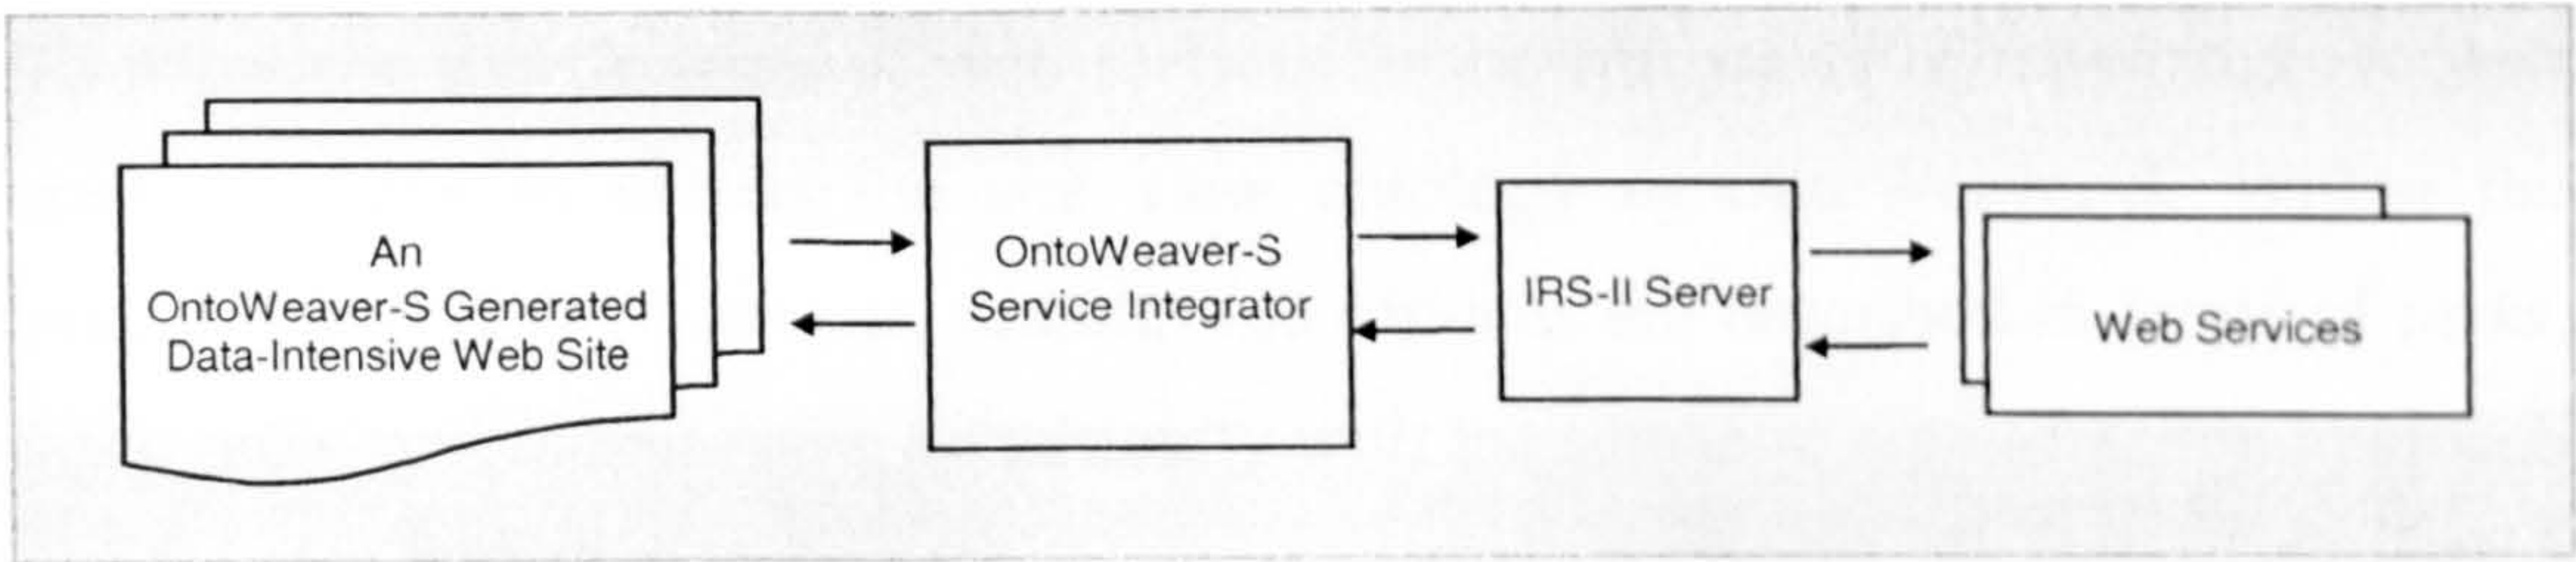 An
OntoWeaver-S Generated
Data-Intensive Web Site
OntoWeaver-S
Service Integrator
IRS-II Server
Web Services